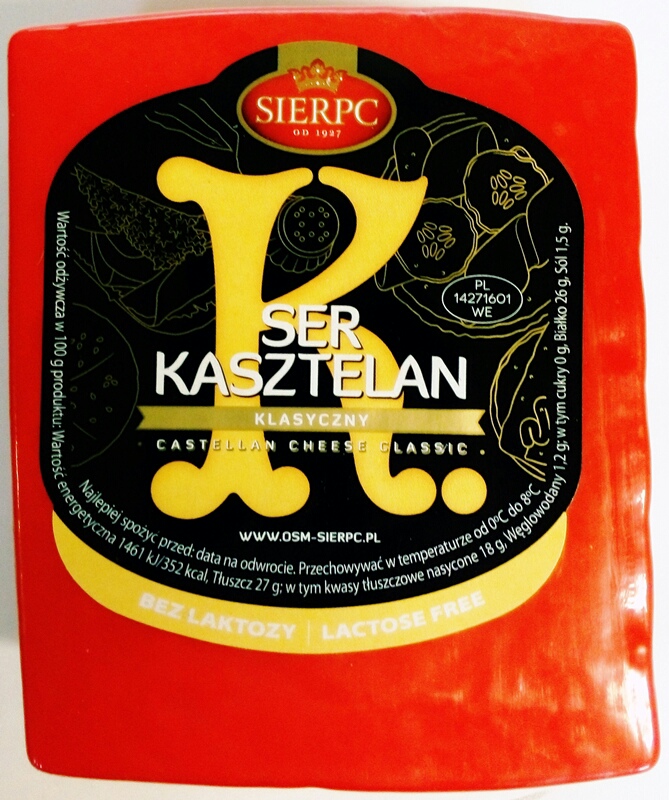 SIERPC
OD 1927
K.
PL
14271601
WE
SER
KASZTELAN
KLASYCZNY
CASTELLAN CHEESE CLASSIC
WWW.OSM-SIERPC.PL
Najlepiej spożyć przed: data na odwrocie. Przechowywać w temperaturze od 0°C do 8°C
Wartość odżywcza w 100 g produktu: Wartość energetyczna 1461 kJ/352 kcal, Tłuszcz 27 g; w tym kwasy tłuszczowe nasycone 18 g, Węglowodany 1,2 g; w tym cukry 0 g, Białko 26 g, Sól 1,5 g.
BEZ LAKTOZY | LACTOSE FREE